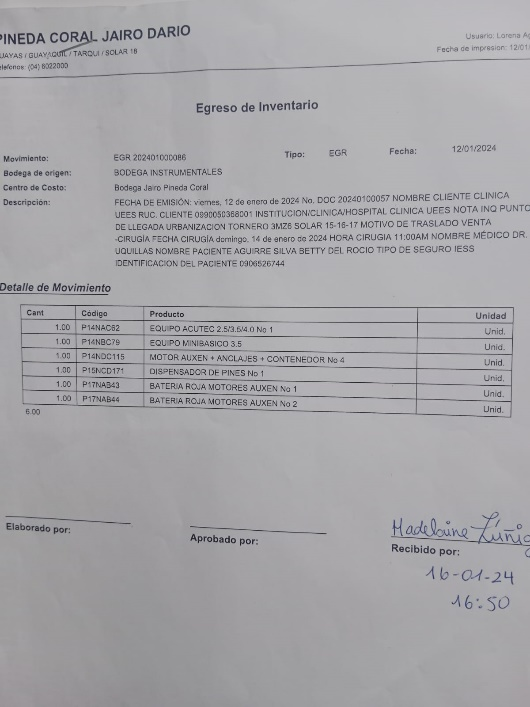 PINEDA CORAL JAIRO DARIO
GUAYAS / GUAYAQUIL / TARQUI / SOLAR 18
Teléfonos: (04) 6022000
Usuario: Lorena
Fecha de impresion: 12/01/
Egreso de Inventario
Movimiento: EGR 202401000086 Tipo: EGR Fecha: 12/01/2024
Bodega de origen: BODEGA INSTRUMENTALES
Centro de Costo: Bodega Jairo Pineda Coral
Descripción: FECHA DE EMISIÓN: viernes, 12 de enero de 2024 No. DOC 20240100057 NOMBRE CLIENTE CLINICA
UEES RUC. CLIENTE 0990050368001 INSTITUCION/CLINICA/HOSPITAL CLINICA UEES NOTA INQ PUNTO
DE LLEGADA URBANIZACION TORNERO 3MZ6 SOLAR 15-16-17 MOTIVO DE TRASLADO VENTA
-CIRUGÍA FECHA CIRUGÍA domingo, 14 de enero de 2024 HORA CIRUGIA 11:00AM NOMBRE MÉDICO DR.
UQUILLAS NOMBRE PACIENTE AGUIRRE SILVA BETTY DEL ROCIO TIPO DE SEGURO IESS
IDENTIFICACION DEL PACIENTE 0906526744
Detalle de Movimiento
Cant Código Producto Unidad
1.00 P14NAC62 EQUIPO ACUTEC 2.5/3.5/4.0 No 1 Unid.
1.00 P14NBC79 EQUIPO MINIBASICO 3.5 Unid.
1.00 P14NDC115 MOTOR AUXEN + ANCLAJES + CONTENEDOR No 4 Unid.
1.00 P15NCD171 DISPENSADOR DE PINES No 1 Unid.
1.00 P17NAB43 BATERIA ROJA MOTORES AUXEN No 1 Unid.
1.00 P17NAB44 BATERIA ROJA MOTORES AUXEN No 2 Unid.
6.00
Elaborado por:
Aprobado por:
Madelaine Zúñig
Recibido por:
16-01-24
16:50